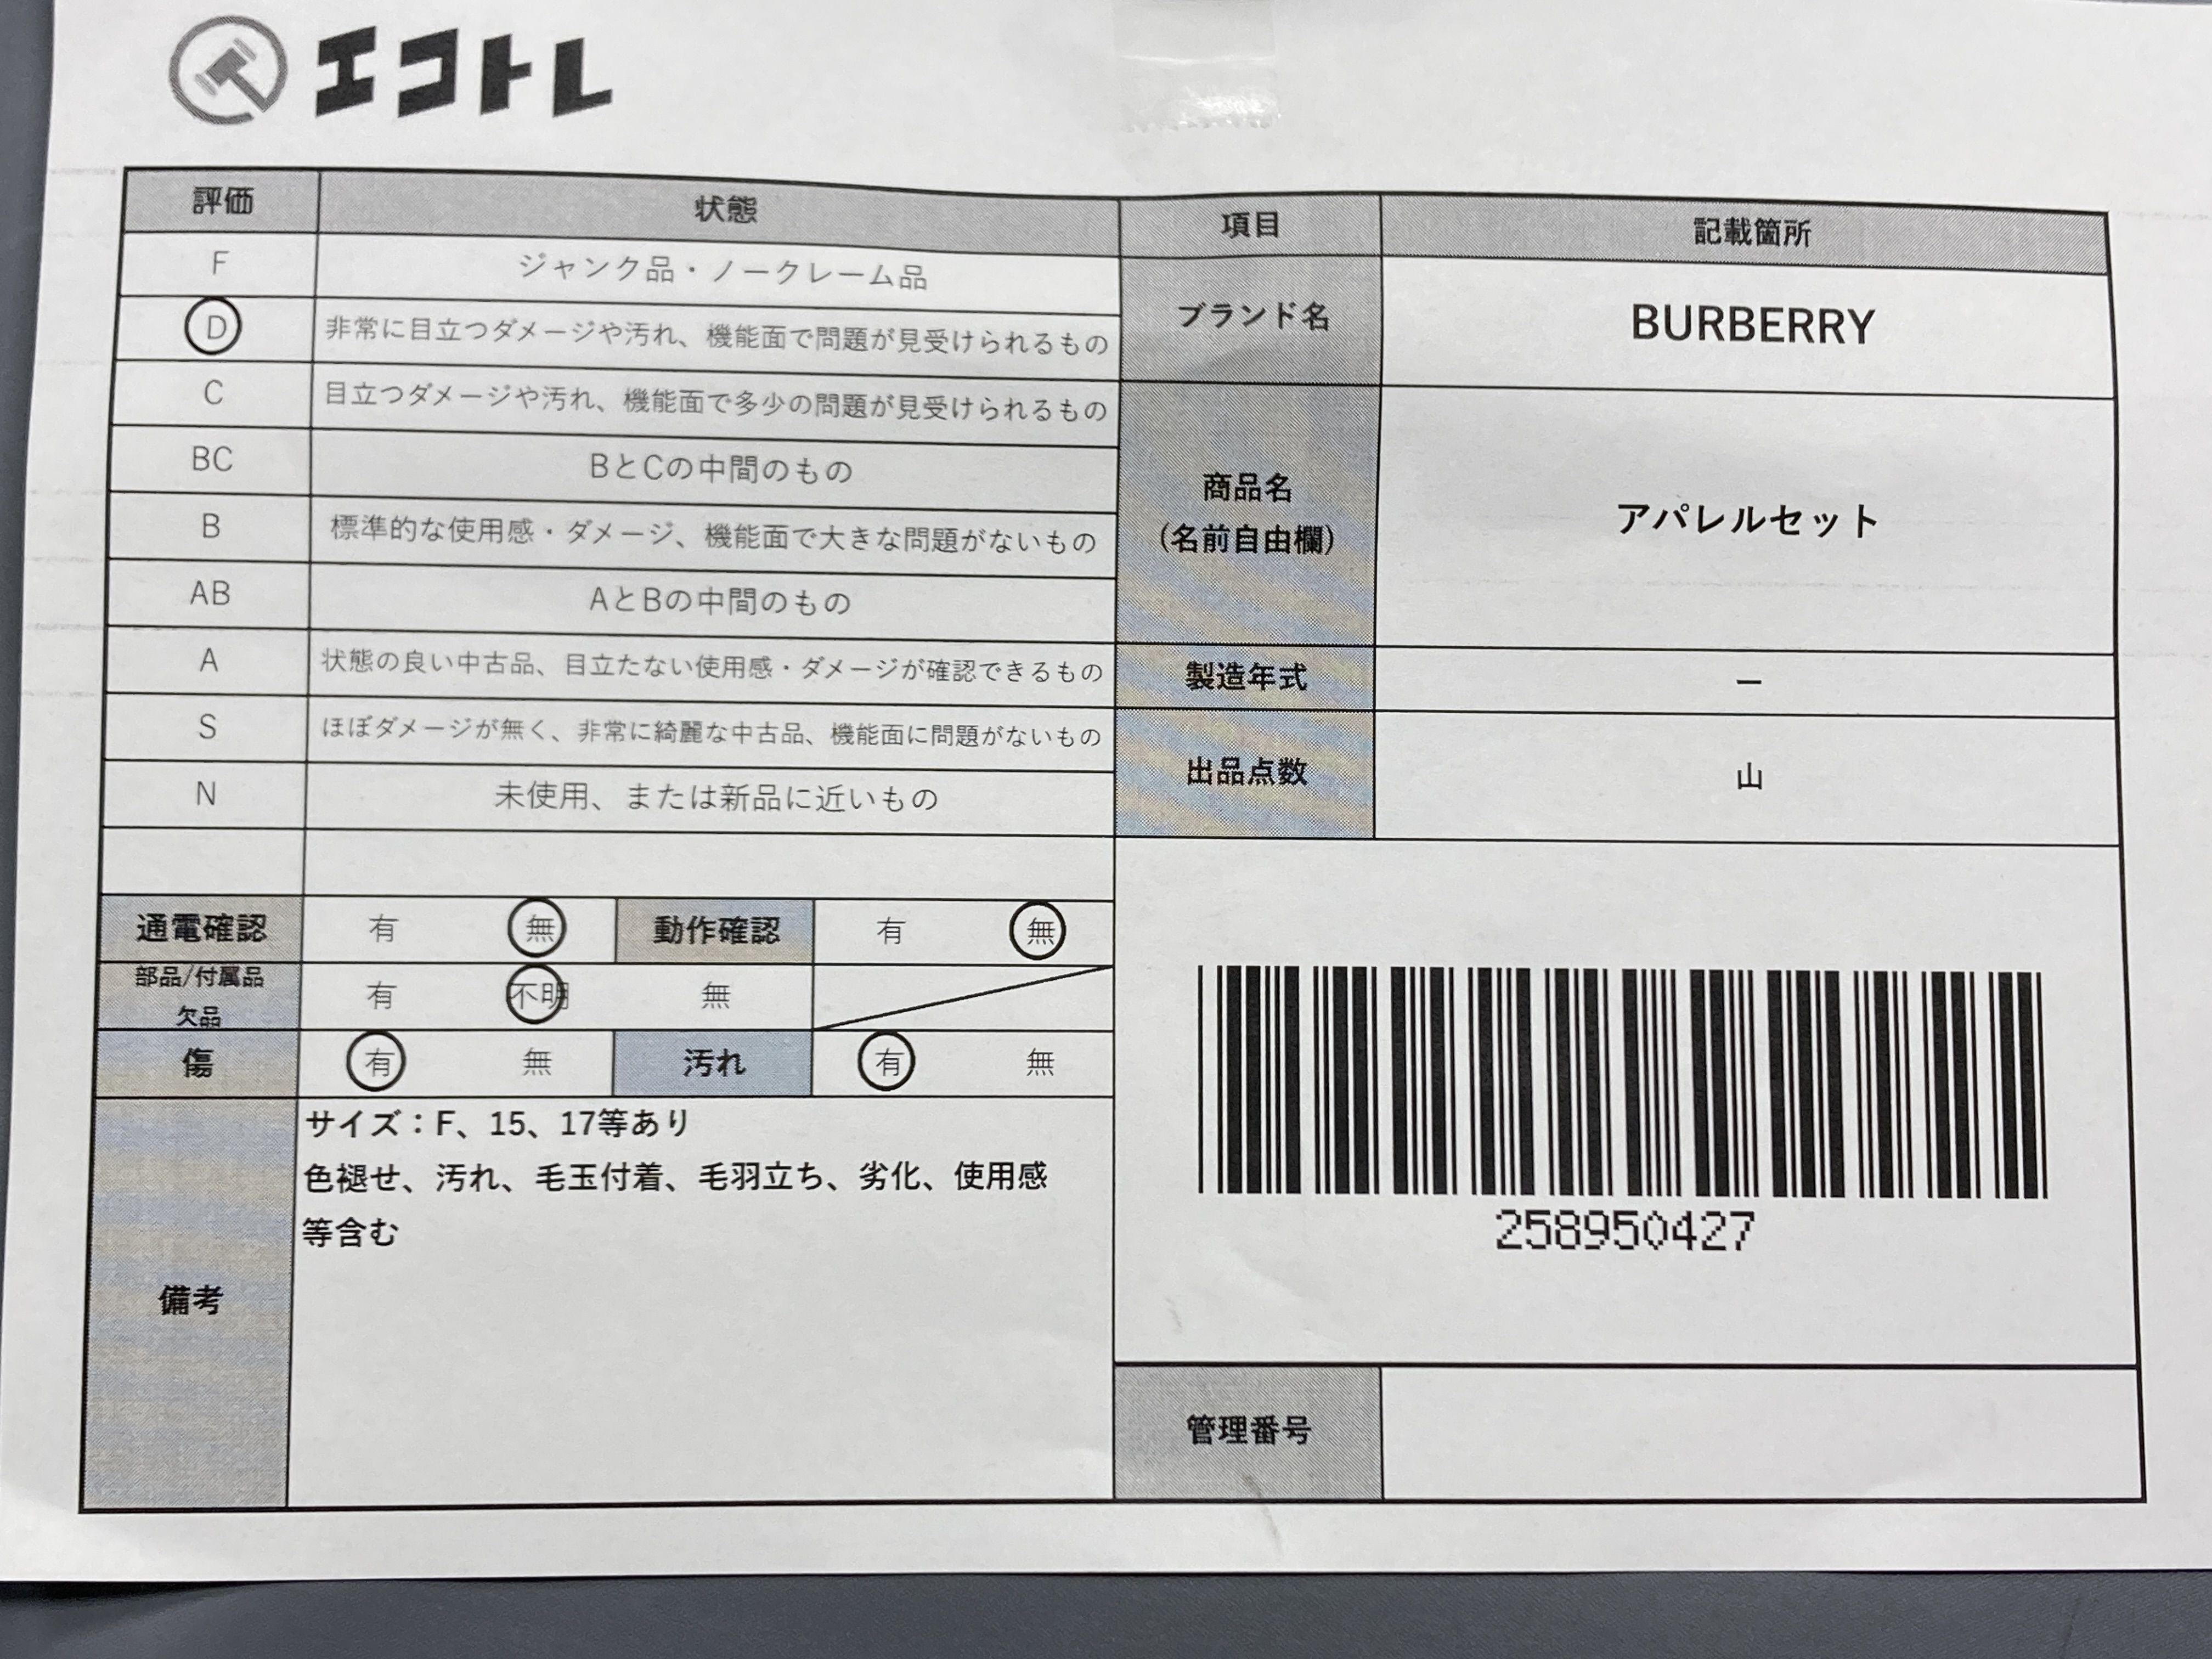 エコトレ
評価 状態
F ジャンク品・ノークレーム品
D 非常に目立つダメージや汚れ、機能面で問題が見受けられるもの
C 目立つダメージや汚れ、機能面で多少の問題が見受けられるもの
BC BとCの中間のもの
B 標準的な使用感・ダメージ、機能面で大きな問題がないもの
AB AとBの中間のもの
A 状態の良い中古品、目立たない使用感・ダメージが確認できるもの
S ほぼダメージが無く、非常に綺麗な中古品、機能面に問題がないもの
N 未使用、または新品に近いもの
通電確認 有 無 動作確認 有 無
部品/付属品
欠品
有 不明 無
傷 有 無 汚れ 有 無
備考
サイズ：F、15、17等あり
色褪せ、汚れ、毛玉付着、毛羽立ち、劣化、使用感
等含む
項目 記載箇所
ブランド名 BURBERRY
商品名
(名前自由欄)
アパレルセット
製造年式 ー
出品点数 山
258950427
管理番号